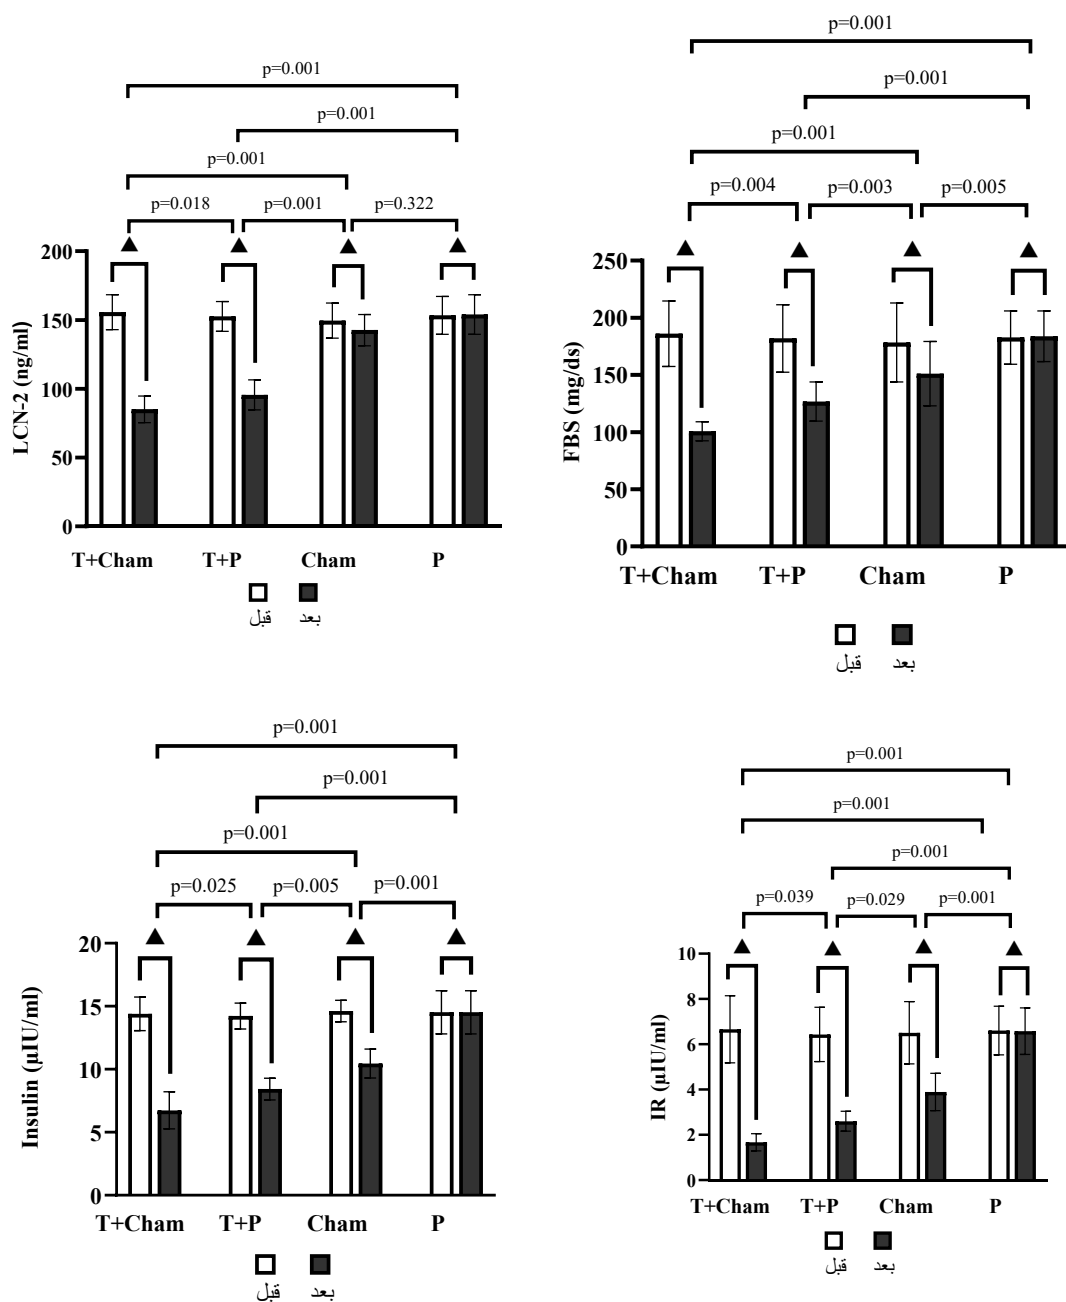 p=0.001
p=0.001
p=0.001
p=0.018 p=0.001 p=0.322
LCN-2 (ng/ml)
200
150
100
50
0
T+Cham T+P Cham P
قبل بعد
p=0.001
p=0.001
p=0.001
p=0.004 p=0.003 p=0.005
FBS (mg/ds)
250
200
150
100
50
0
T+Cham T+P Cham P
قبل بعد
p=0.001
p=0.001
p=0.001
p=0.025 p=0.005 p=0.001
Insulin (µIU/ml)
20
15
10
5
0
T+Cham T+P Cham P
قبل بعد
p=0.001
p=0.001
p=0.001
p=0.039 p=0.029 p=0.001
IR (µIU/ml)
10
8
6
4
2
0
T+Cham T+P Cham P
قبل بعد